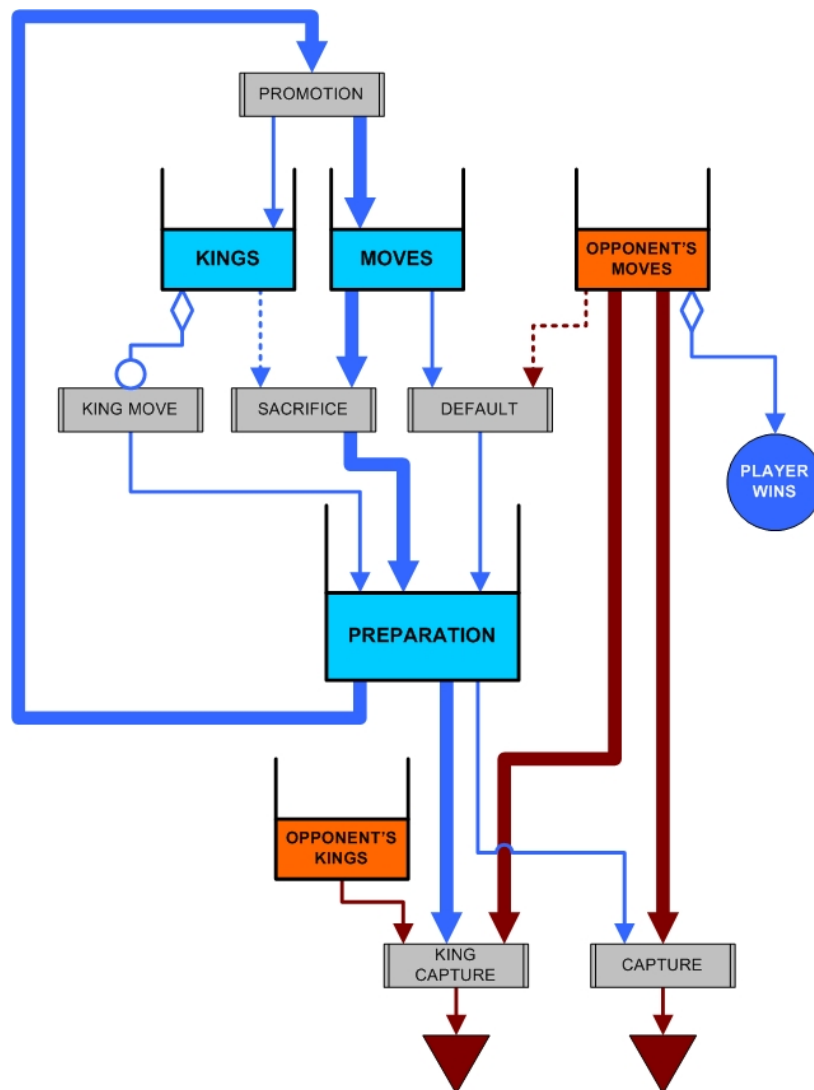 PROMOTION
KINGS
MOVES
OPPONENT'S
MOVES
KING MOVE
SACRIFICE
DEFAULT
PLAYER
WINS
PREPARATION
OPPONENT'S
KINGS
KING
CAPTURE
CAPTURE